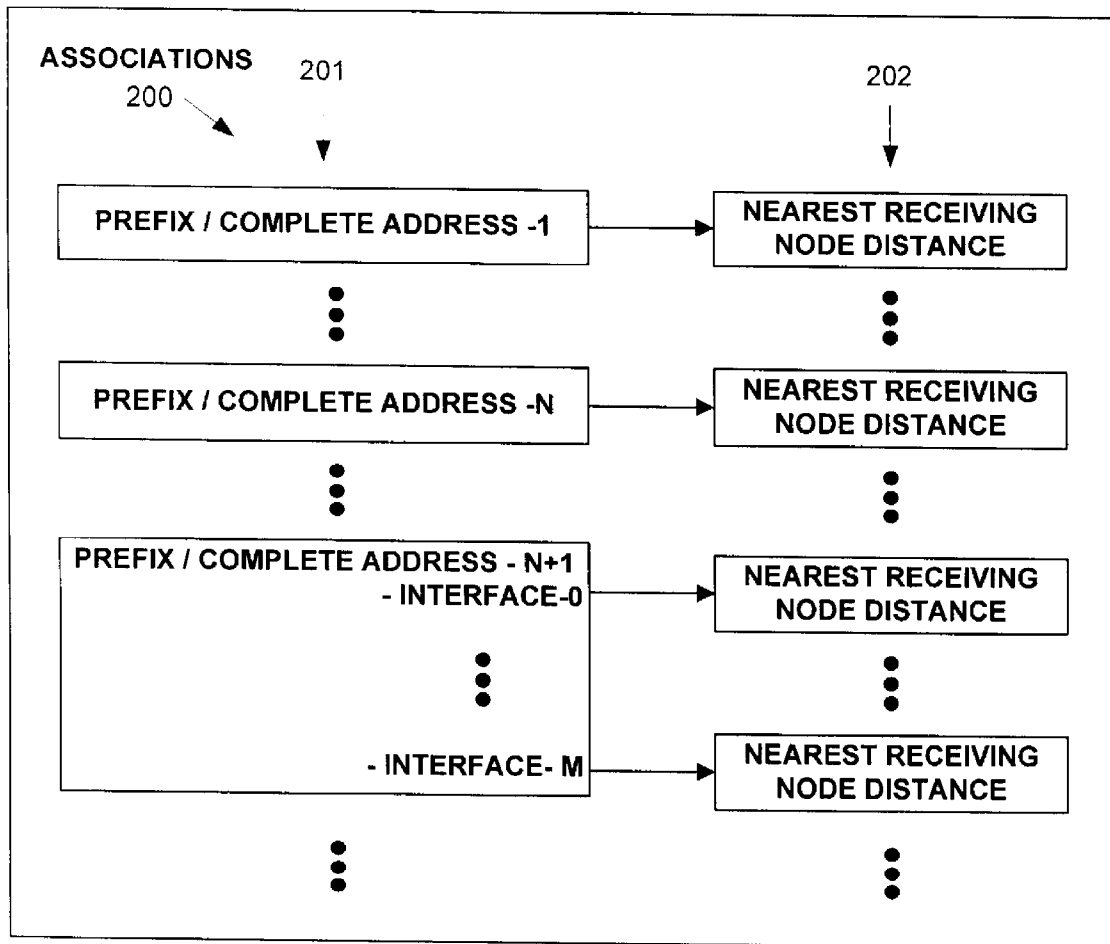 ASSOCIATIONS
200
201
202
PREFIX / COMPLETE ADDRESS -1
NEAREST RECEIVING
NODE DISTANCE
PREFIX / COMPLETE ADDRESS -N
NEAREST RECEIVING
NODE DISTANCE
PREFIX / COMPLETE ADDRESS - N+1
- INTERFACE-0
NEAREST RECEIVING
NODE DISTANCE
- INTERFACE- M
NEAREST RECEIVING
NODE DISTANCE